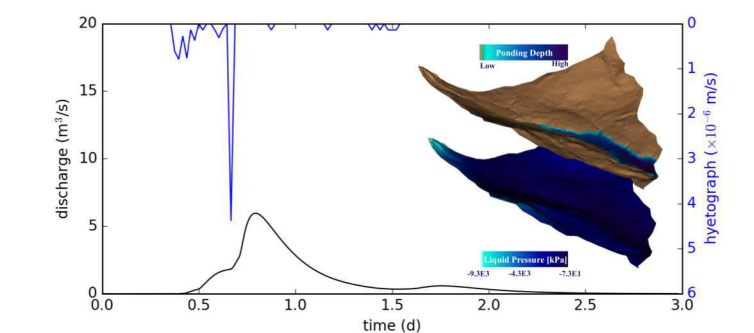 20
15
10
5
0
discharge (m³/s)
0.0 0.5 1.0 1.5 2.0 2.5 3.0
time (d)
0
1
2
3
4
5
6
hyetograph (×10⁻⁶ m/s)
Ponding Depth
Low High
Liquid Pressure [kPa]
-9.3E3 -4.3E3 -7.3E1